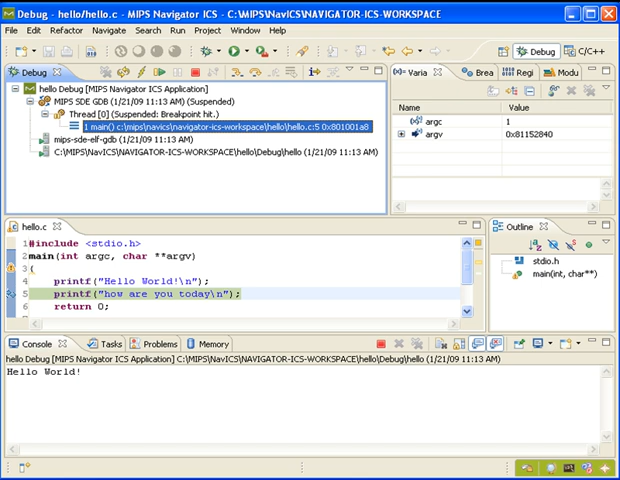 Debug - hello/hello.c - MIPS Navigator ICS - C:\MIPS\NavICS\NAVIGATOR-ICS-WORKSPACE
File Edit Refactor Navigate Search Run Project Window Help
Debug C/C++
Debug
hello Debug [MIPS Navigator ICS Application]
MIPS SDE GDB (1/21/09 11:13 AM) (Suspended)
Thread [0] (Suspended: Breakpoint hit.)
1 main() c:\mips\navics\navigator-ics-workspace\hello\hello.c:5 0x801001a8
mips-sde-elf-gdb (1/21/09 11:13 AM)
C:\MIPS\NavICS\NAVIGATOR-ICS-WORKSPACE\hello\Debug\hello (1/21/09 11:13 AM)
Varia Brea Regi Modu
Name Value
argc 1
argv 0x81152840
hello.c
1 #include <stdio.h>
2 main(int argc, char **argv)
3 {
4 printf("Hello World!\n");
5 printf("how are you today\n");
6 return 0;
Outline
stdio.h
main(int, char**)
Console Tasks Problems Memory
hello Debug [MIPS Navigator ICS Application] C:\MIPS\NavICS\NAVIGATOR-ICS-WORKSPACE\hello\Debug\hello (1/21/09 11:13 AM)
Hello World!